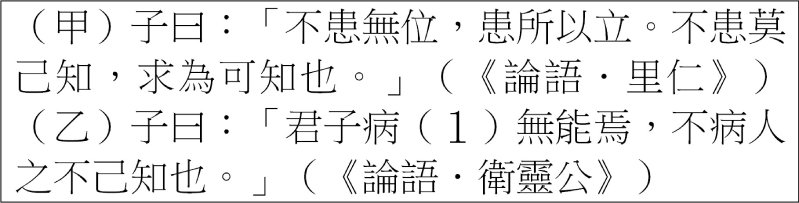 （甲）子曰：「不患無位，患所以立。不患莫
己知，求為可知也。」（《論語．里仁》）
（乙）子曰：「君子病（１）無能焉，不病人
之不己知也。」（《論語．衛靈公》）